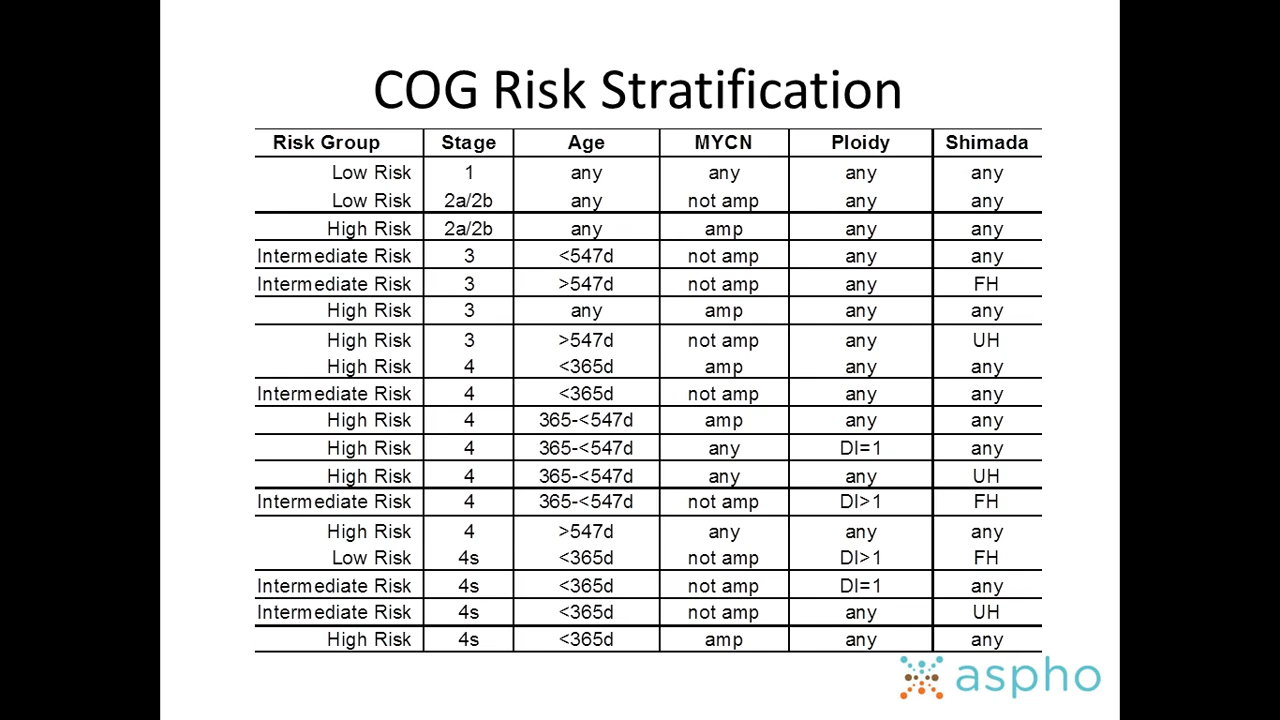 COG Risk Stratification
Risk Group Stage Age MYCN Ploidy Shimada
Low Risk 1 any any any any
Low Risk 2a/2b any not amp any any
High Risk 2a/2b any amp any any
Intermediate Risk 3 <547d not amp any any
Intermediate Risk 3 >547d not amp any FH
High Risk 3 any amp any any
High Risk 3 >547d not amp any UH
High Risk 4 <365d amp any any
Intermediate Risk 4 <365d not amp any any
High Risk 4 365-<547d amp any any
High Risk 4 365-<547d any DI=1 any
High Risk 4 365-<547d any any UH
Intermediate Risk 4 365-<547d not amp DI>1 FH
High Risk 4 >547d any any any
Low Risk 4s <365d not amp DI>1 FH
Intermediate Risk 4s <365d not amp DI=1 any
Intermediate Risk 4s <365d not amp any UH
High Risk 4s <365d amp any any
aspho